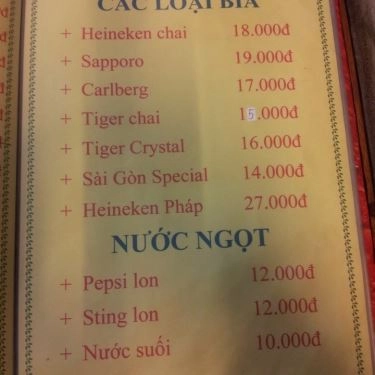 CÁC LOẠI BIA
+ Heineken chai 18.000đ
+ Sapporo 19.000đ
+ Carlberg 17.000đ
+ Tiger chai 15.000đ
+ Tiger Crystal 16.000đ
+ Sài Gòn Special 14.000đ
+ Heineken Pháp 27.000đ
NƯỚC NGỌT
+ Pepsi lon 12.000đ
+ Sting lon 12.000đ
+ Nước suối 10.000đ